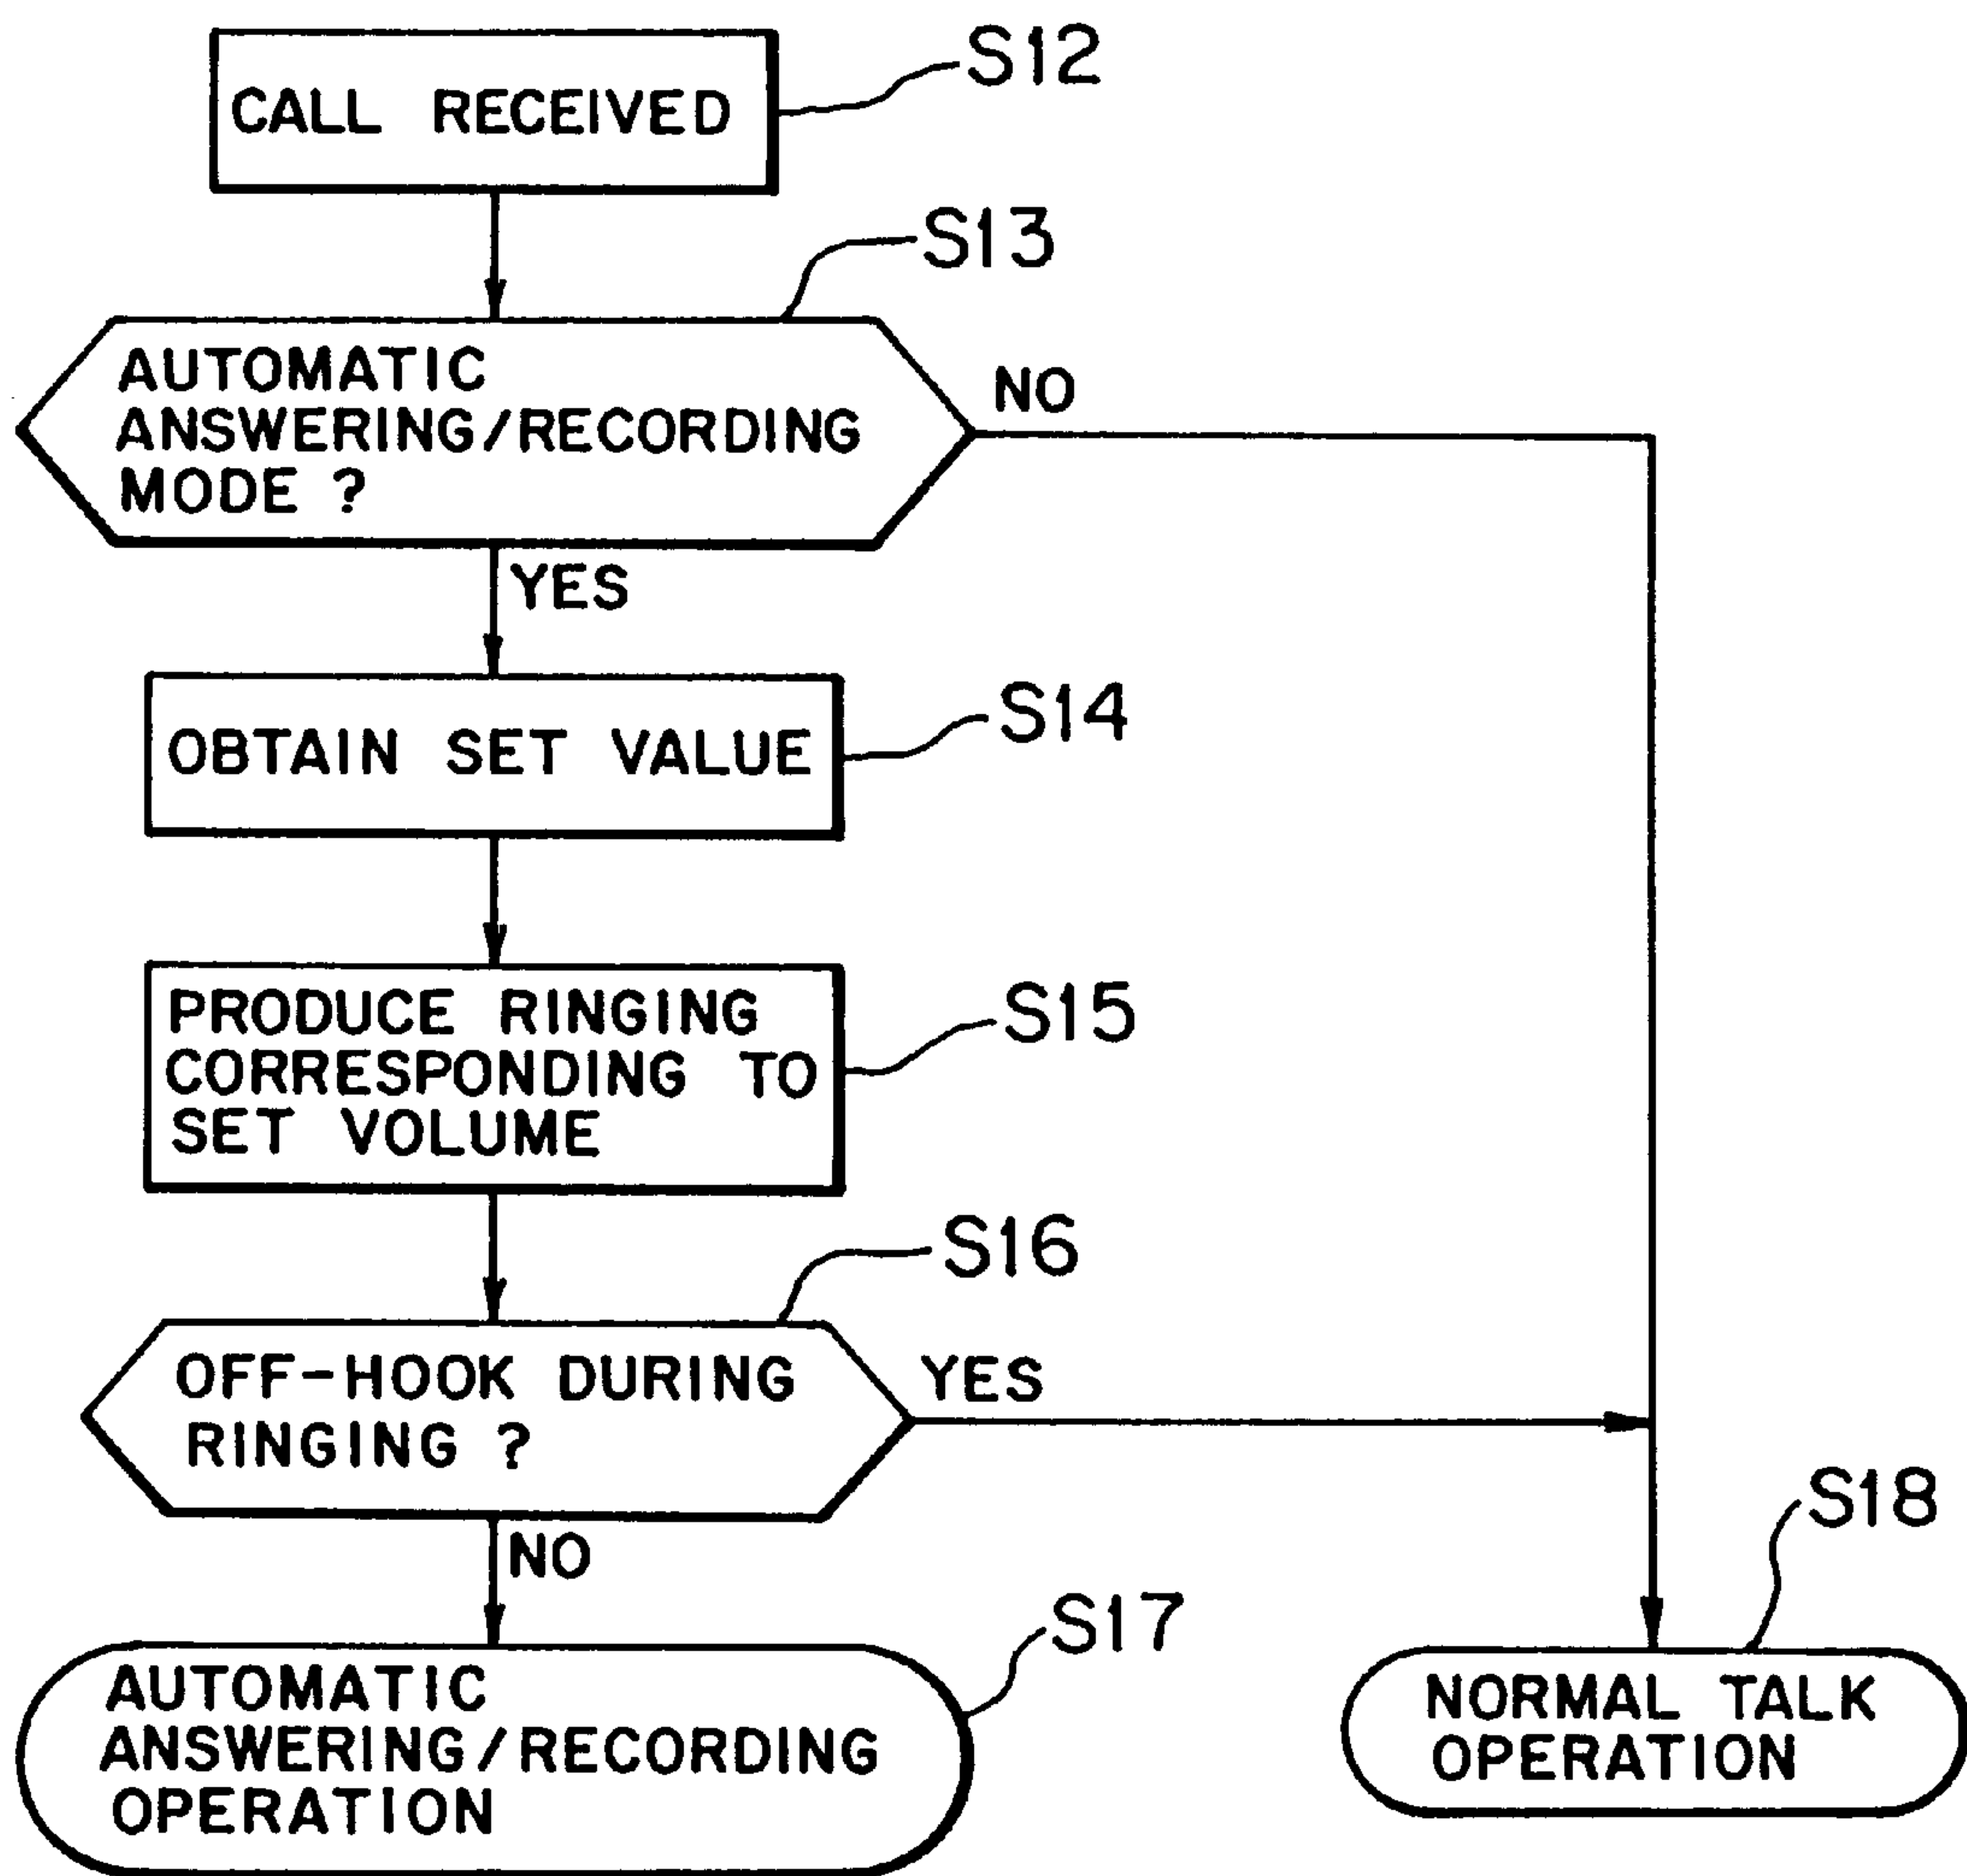 CALL RECEIVED
S12
S13
AUTOMATIC
ANSWERING/RECORDING
MODE ?
NO
YES
OBTAIN SET VALUE
S14
PRODUCE RINGING
CORRESPONDING TO
SET VOLUME
S15
S16
OFF-HOOK DURING
RINGING ?
YES
NO
S17
AUTOMATIC
ANSWERING/RECORDING
OPERATION
S18
NORMAL TALK
OPERATION